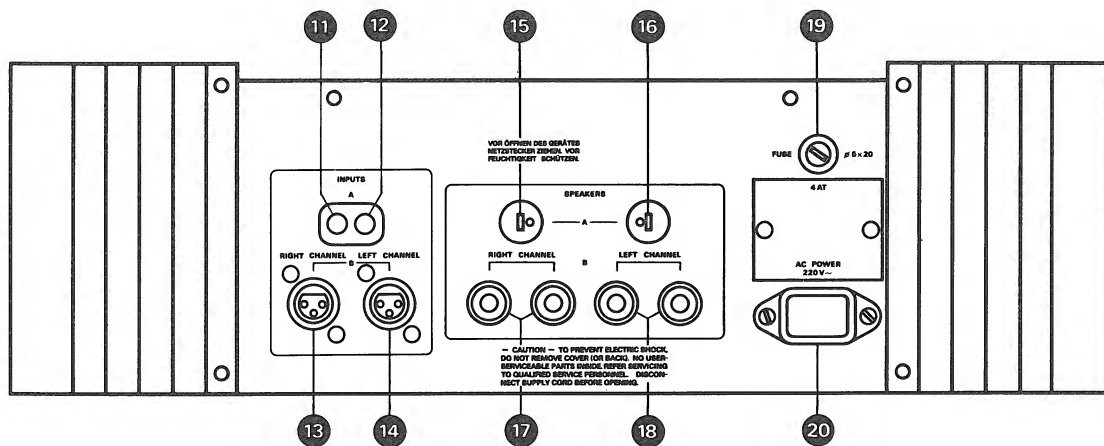 11 12 15 16 19
VOR ÖFFNEN DES GERÄTES
NETZSTECKER ZIEHEN. VOR
FEUCHTIGKEIT SCHÜTZEN.
FUSE ø 5×20
4 AT
AC POWER
220 V~
INPUTS
A
RIGHT CHANNEL LEFT CHANNEL
B
SPEAKERS
A
RIGHT CHANNEL B LEFT CHANNEL
— CAUTION — TO PREVENT ELECTRIC SHOCK,
DO NOT REMOVE COVER (OR BACK). NO USER-
SERVICEABLE PARTS INSIDE. REFER SERVICING
TO QUALIFIED SERVICE PERSONNEL. DISCON-
NECT SUPPLY CORD BEFORE OPENING.
13 14 17 18 20